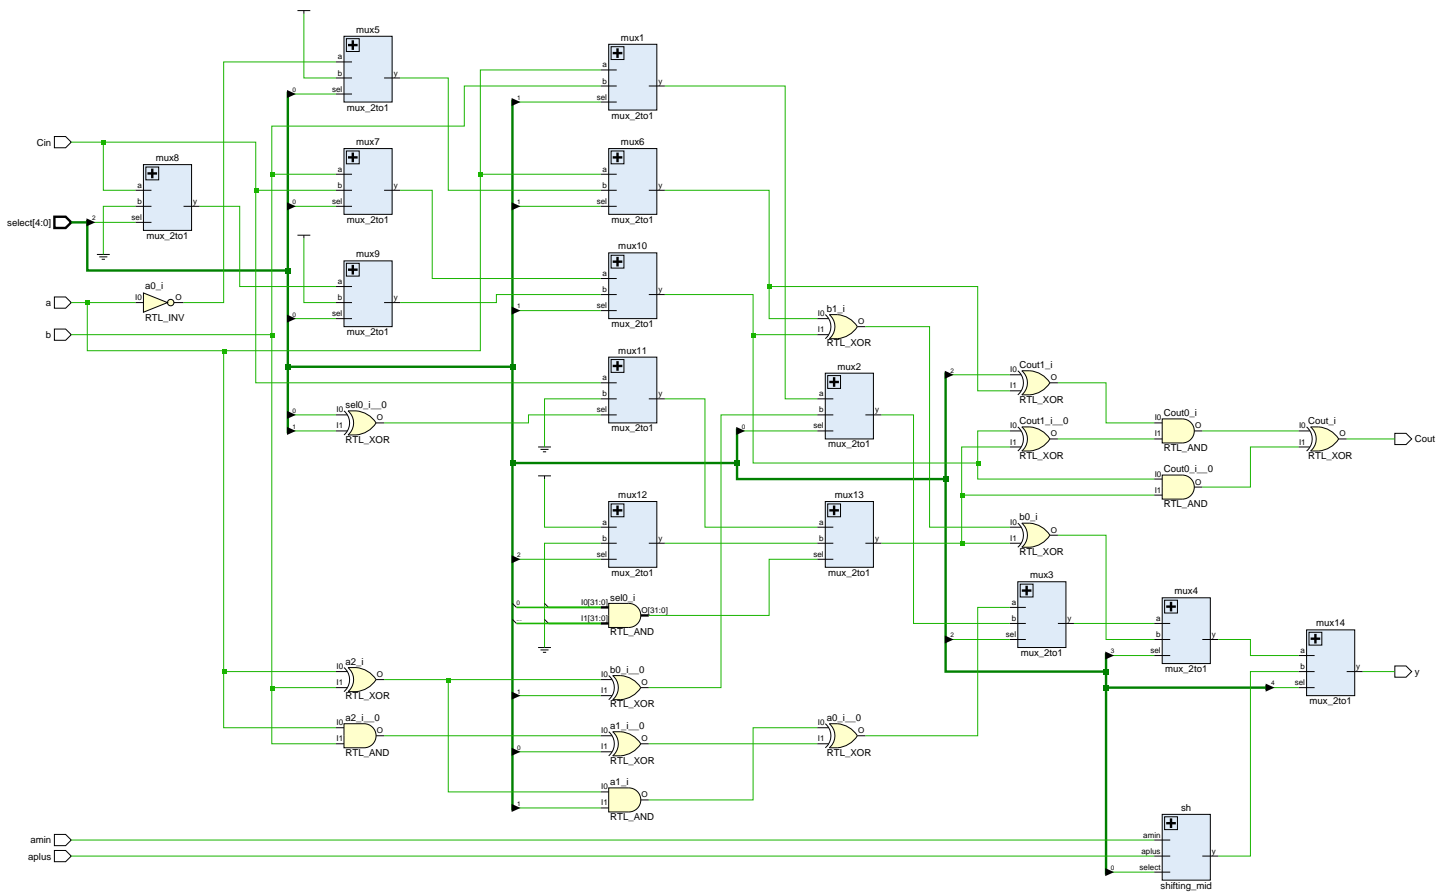 mux5
a
b
sel
y
0
mux_2to1
mux1
a
b
sel
y
1
mux_2to1
Cin
mux8
a
b
sel
y
2
mux_2to1
select[4:0]
mux7
a
b
sel
y
0
mux_2to1
mux6
a
b
sel
y
1
mux_2to1
mux9
a
b
sel
y
0
mux_2to1
mux10
a
b
sel
y
1
mux_2to1
a
a0_i
I0
O
RTL_INV
b
b1_i
I0
I1
O
RTL_XOR
mux11
a
b
sel
y
mux_2to1
sel0_i__0
0
1
I0
I1
O
RTL_XOR
mux2
a
b
sel
y
0
mux_2to1
Cout1_i
2
I0
I1
O
RTL_XOR
Cout1_i__0
I0
I1
O
RTL_XOR
Cout0_i
I0
I1
O
RTL_AND
Cout_i
I0
I1
O
RTL_XOR
Cout
Cout0_i__0
I0
I1
O
RTL_AND
mux12
a
b
sel
y
2
mux_2to1
mux13
a
b
sel
y
mux_2to1
b0_i
I0
I1
O
RTL_XOR
sel0_i
0
...
I0[31:0]
I1[31:0]
O[31:0]
RTL_AND
mux3
a
b
sel
y
2
mux_2to1
mux4
a
b
sel
y
3
mux_2to1
mux14
a
b
sel
y
4
mux_2to1
y
a2_i
I0
I1
O
RTL_XOR
b0_i__0
I0
I1
O
1
RTL_XOR
a2_i__0
I0
I1
O
RTL_AND
a1_i__0
I0
I1
O
0
RTL_XOR
a0_i__0
I0
I1
O
RTL_XOR
a1_i
I0
I1
O
1
RTL_AND
amin
aplus
sh
amin
aplus
select
y
0
shifting_mid